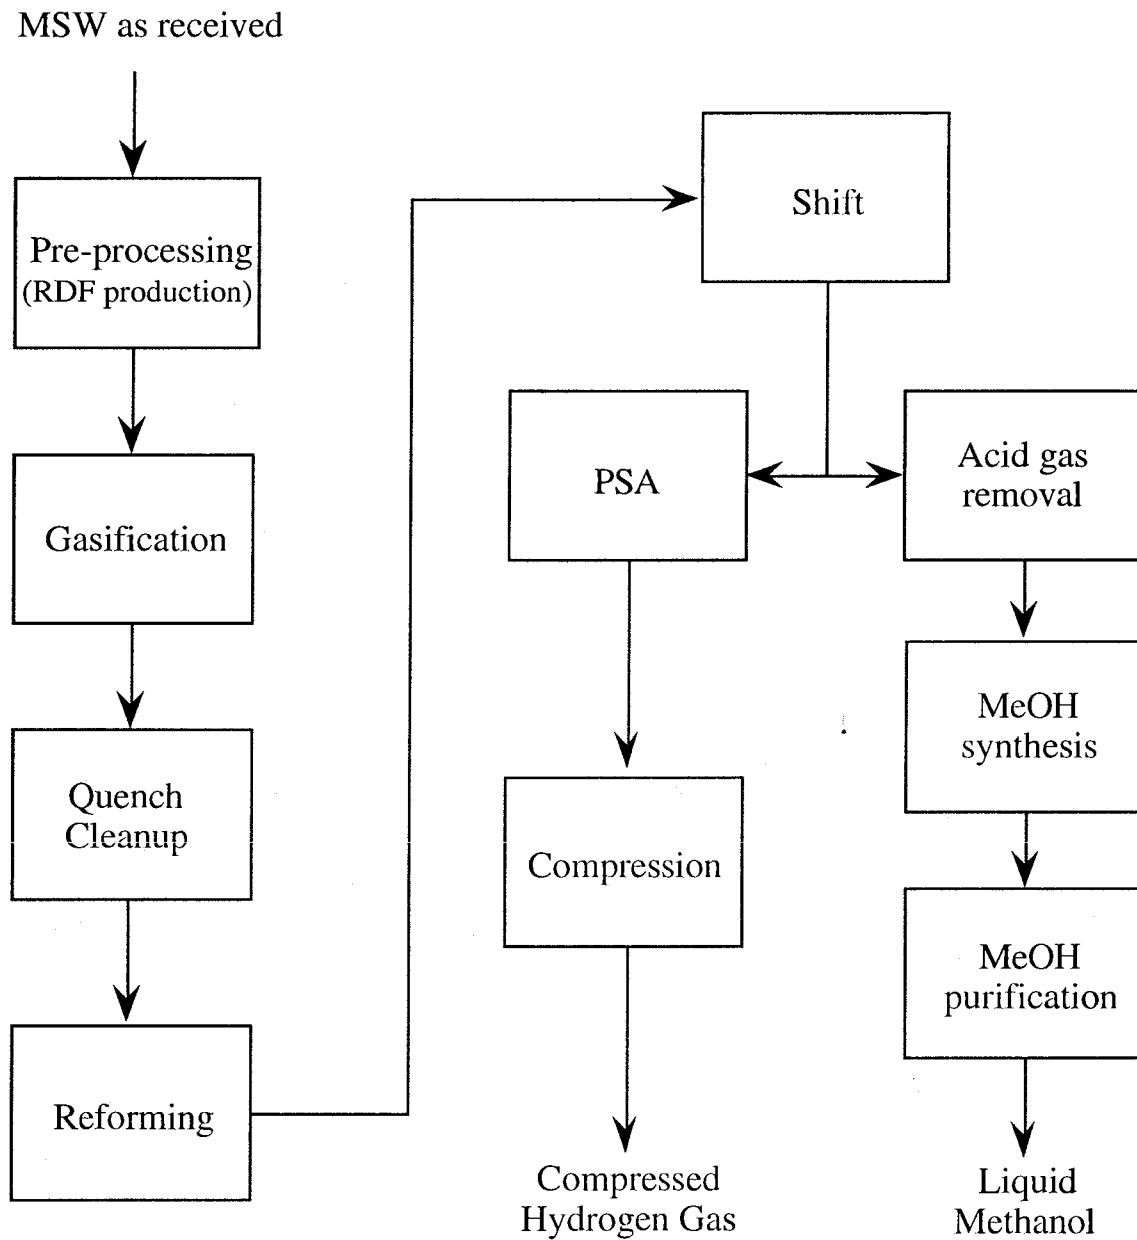 MSW as received
Pre-processing
(RDF production)
Gasification
Quench
Cleanup
Reforming
Shift
PSA
Compression
Compressed
Hydrogen Gas
Acid gas
removal
MeOH
synthesis
MeOH
purification
Liquid
Methanol